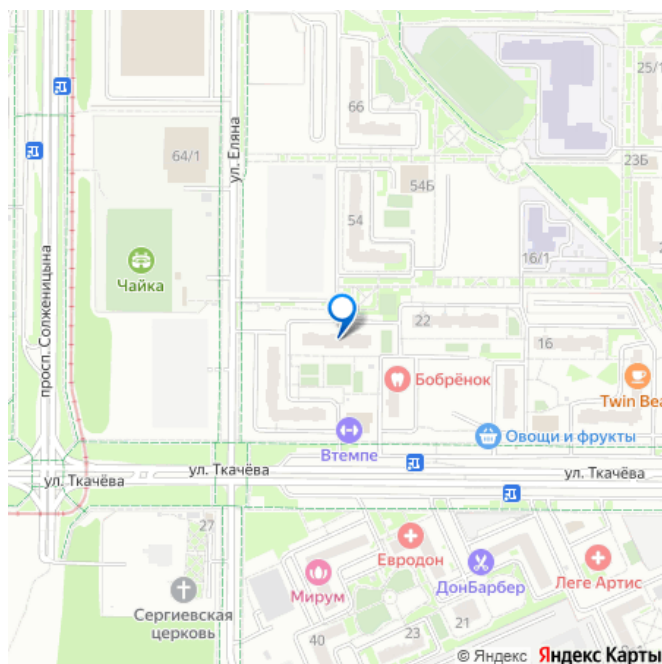 25/1
66
ул. Еляна
64/1
23Б
54Б
54
16/1
просп. Солженицына
Чайка
22
16
Бобрёнок
Twin Bea
Овощи и фрукты
Втемпе
ул. Ткачёва
ул. Ткачёва
ул. Ткачёва
27
Евродон
ДонБарбер
Леге Артис
Мирум
Сергиевская
церковь
40
23
21
© Яндекс Яндекс Карты